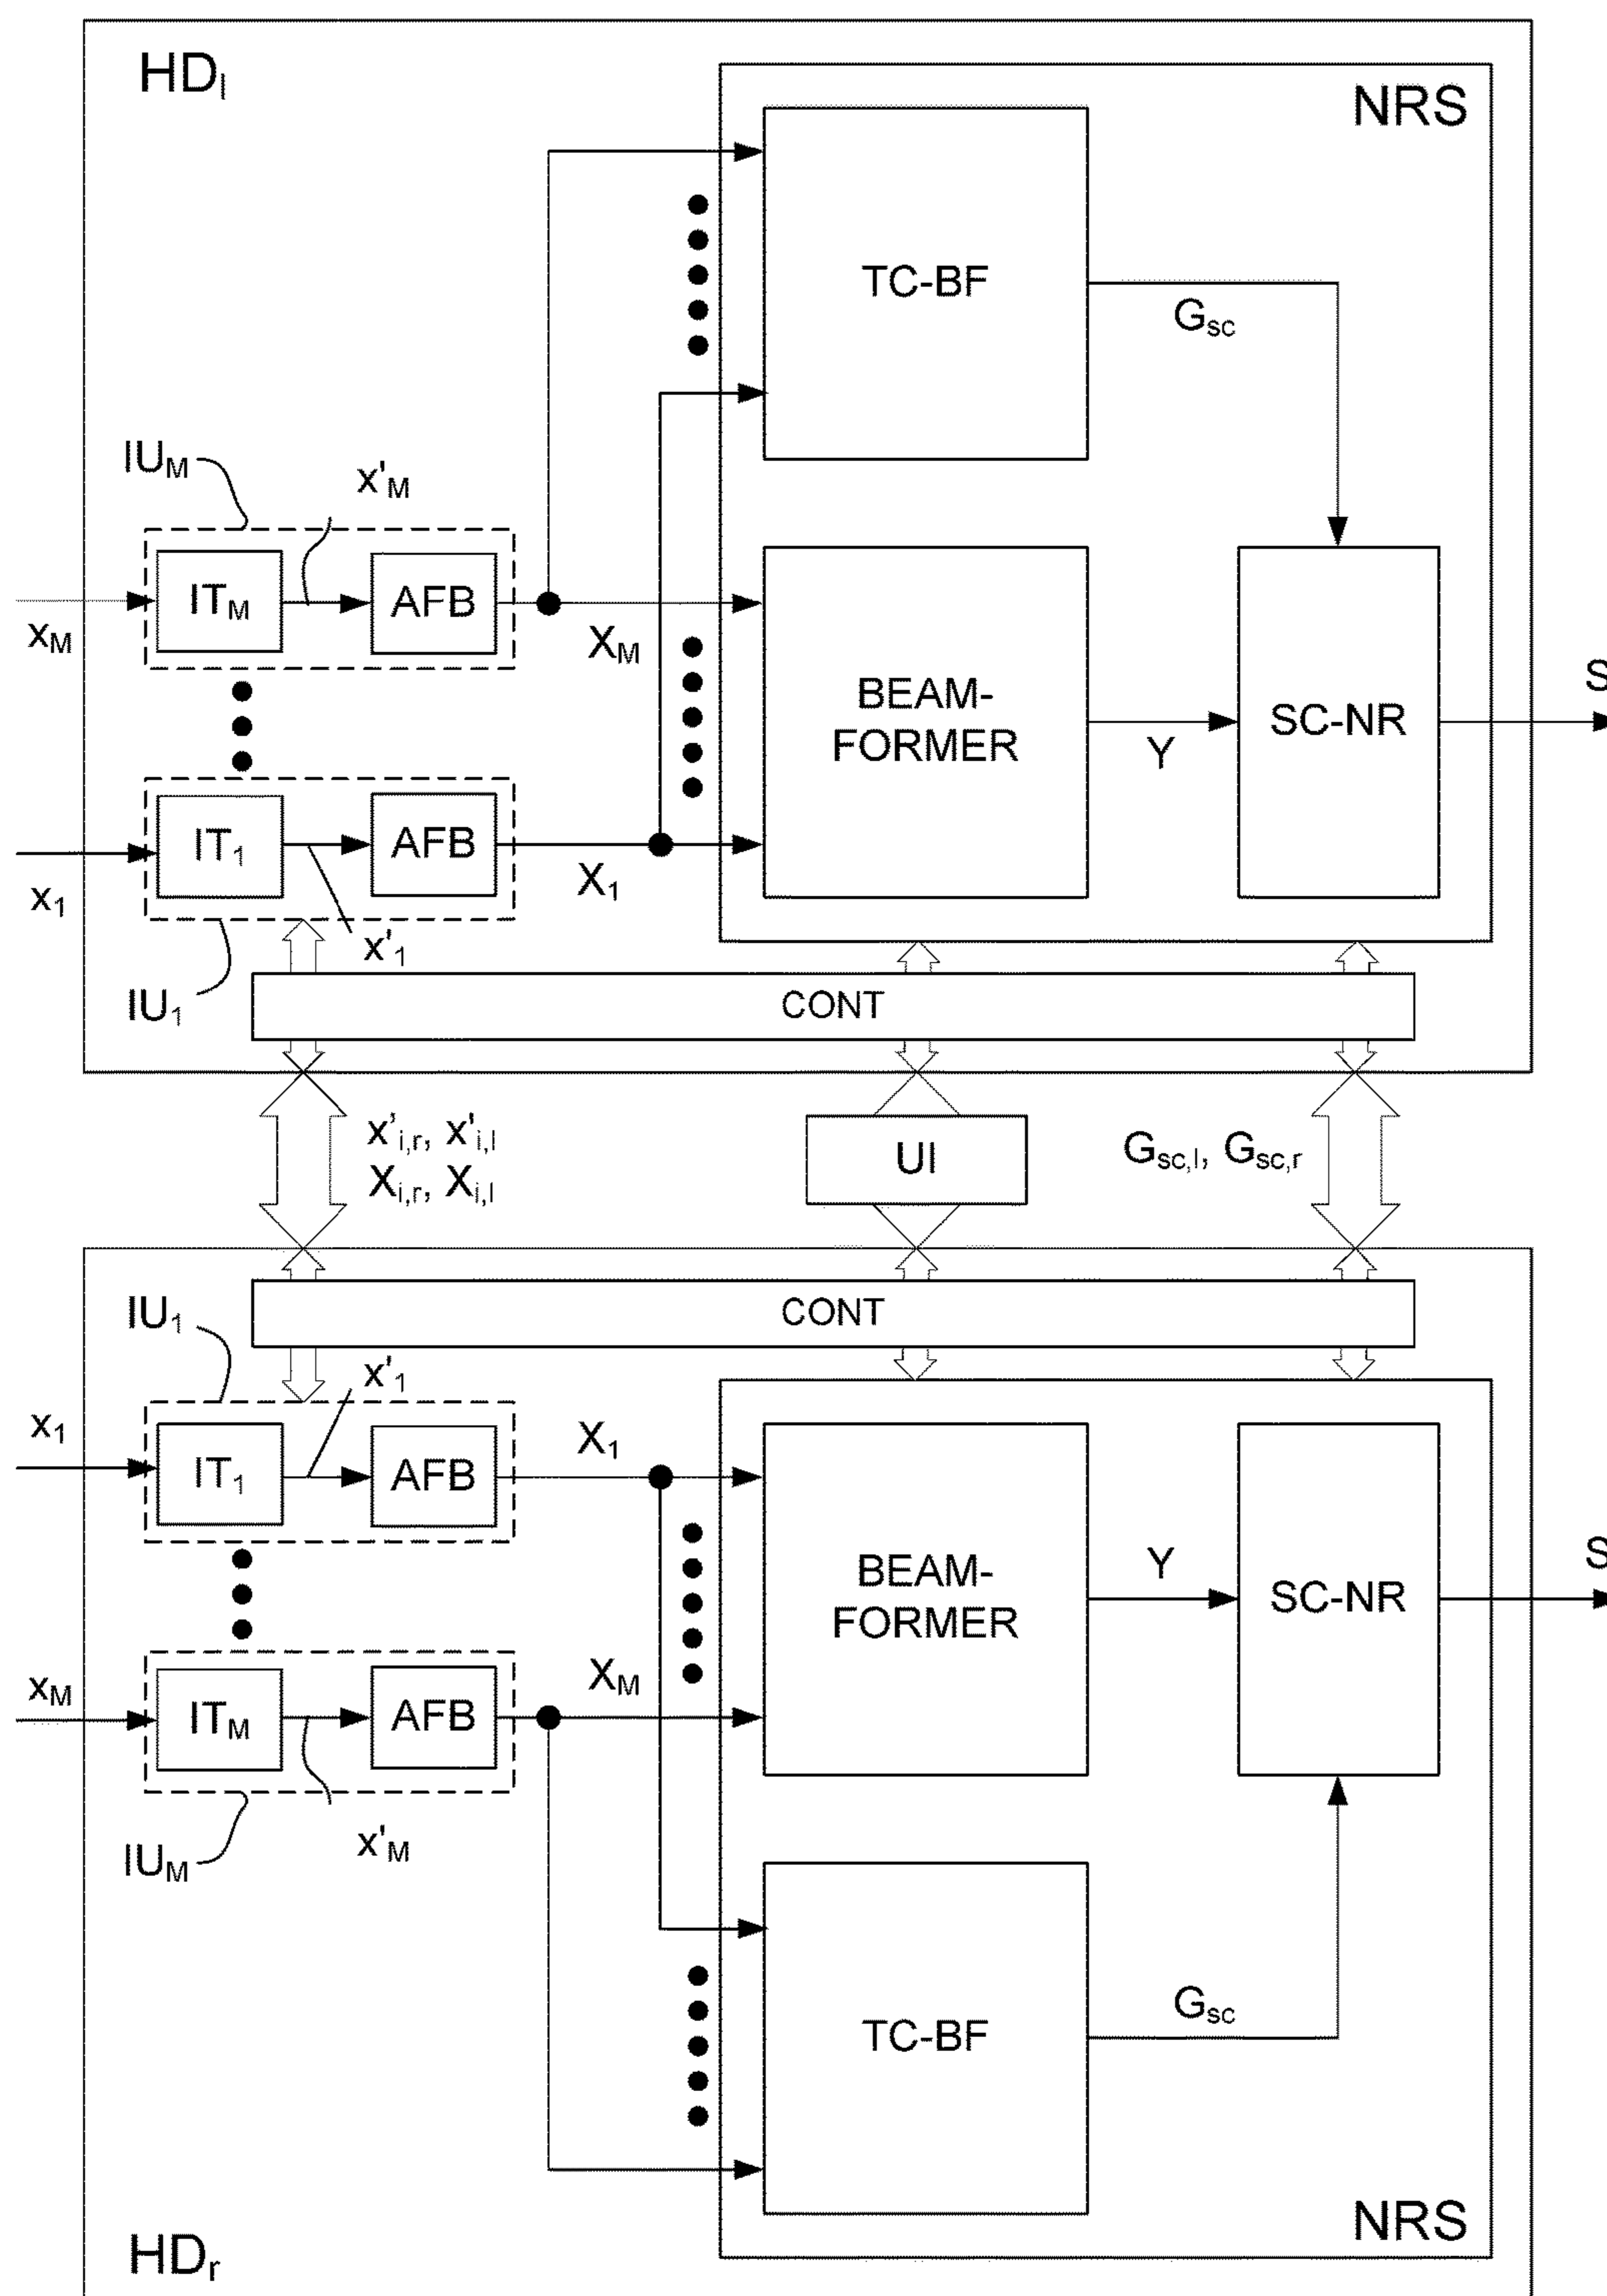 HDl
NRS
TC-BF
Gsc
IUM
x'M
ITM
AFB
xM
XM
BEAM-
FORMER
Y
SC-NR
S
IT1
AFB
x1
X1
x'1
IU1
CONT
x'i,r, x'i,l
Xi,r, Xi,l
UI
Gsc,l, Gsc,r
CONT
IU1
x'1
x1
IT1
AFB
X1
BEAM-
FORMER
Y
SC-NR
S
xM
ITM
AFB
XM
x'M
IUM
TC-BF
Gsc
NRS
HDr